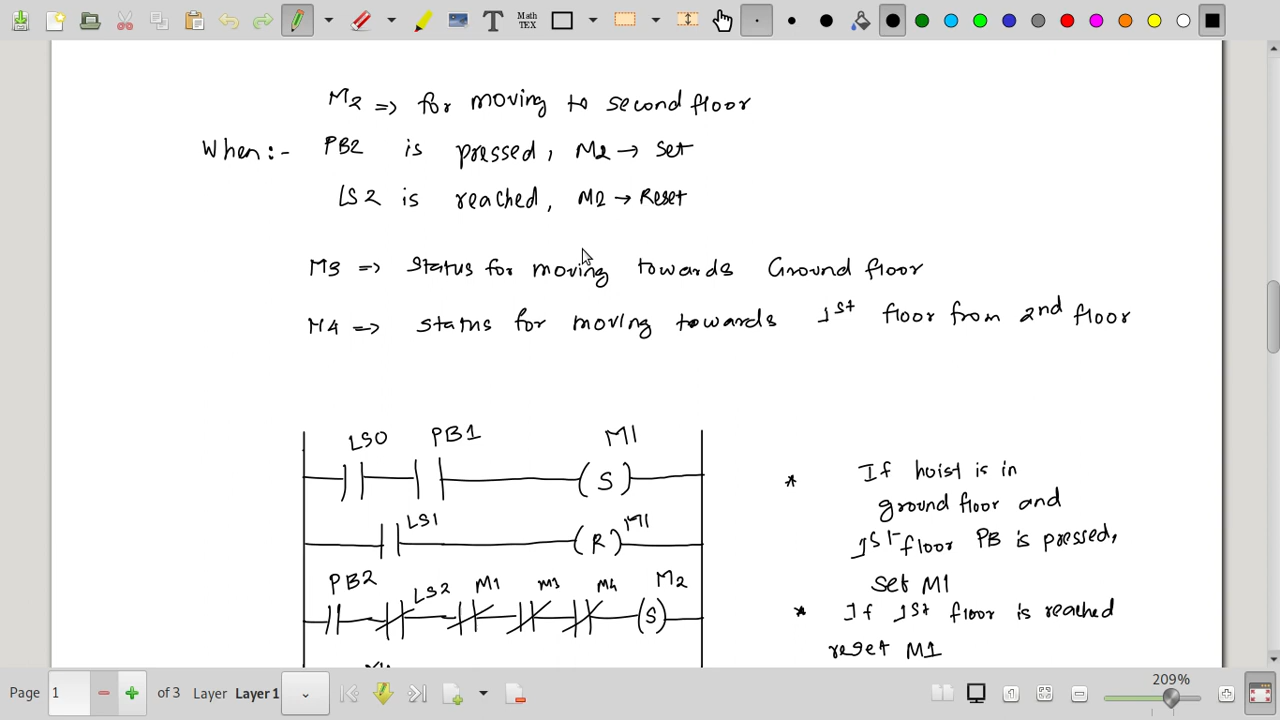 Math
TEX
M2 => for moving to second floor
When:- PB2 is pressed, M2 → Set
LS2 is reached, M2 → Reset
M3 => Status for moving towards Ground floor
M4 => status for moving towards 1st floor from 2nd floor
LS0 PB1 M1
(S)
LS1 M1
(R)
PB2 LS2 M1 M3 M4 M2
(S)
* If hoist is in
ground floor and
1st floor PB is pressed,
set M1
* If 1st floor is reached
reset M1
Page 1 of 3 Layer Layer 1 209%